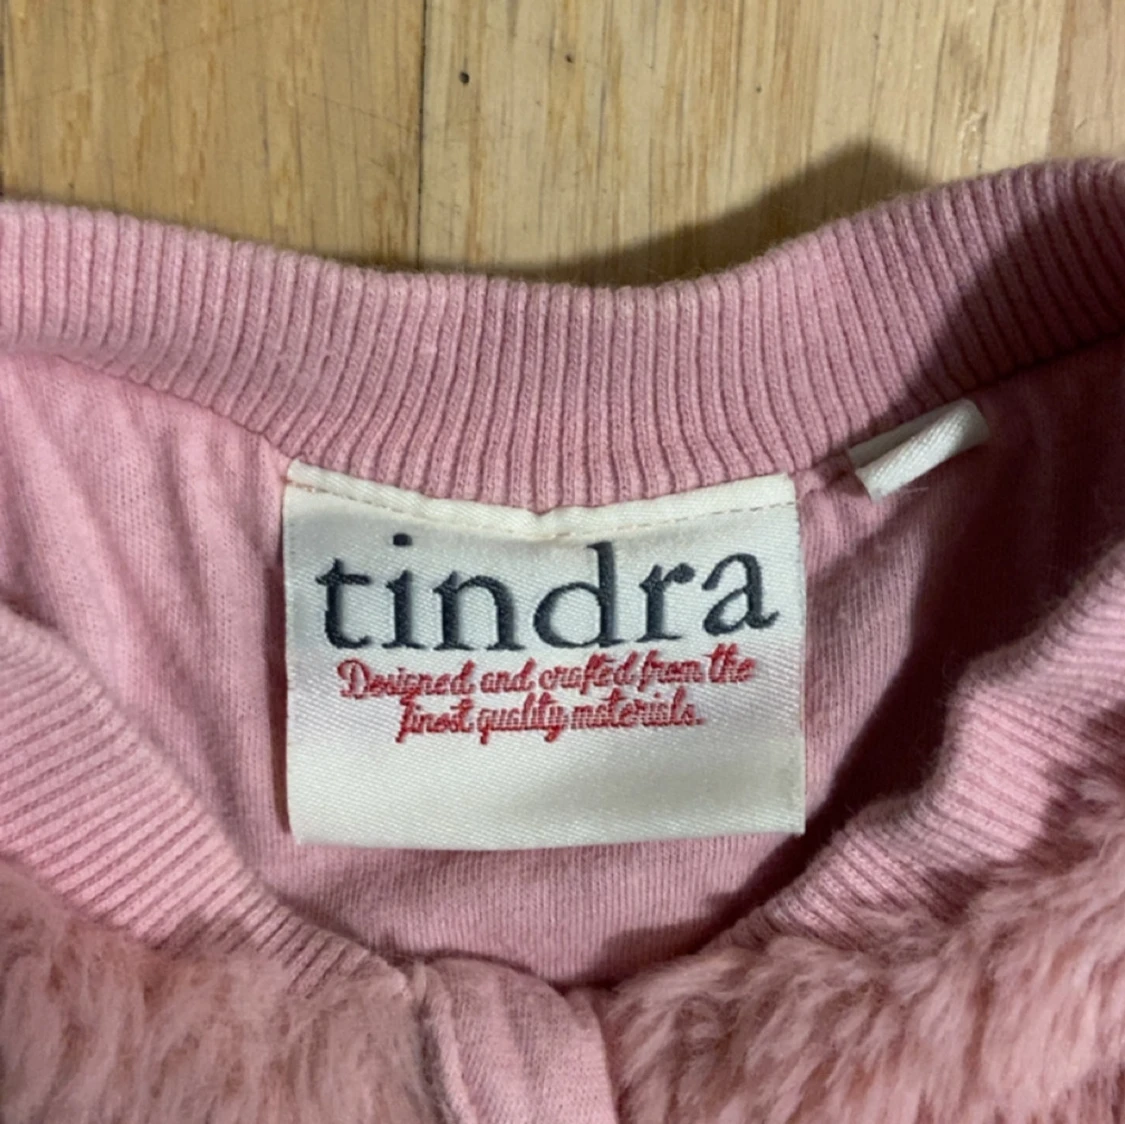 tindra
Designed and crafted from the
finest quality materials.